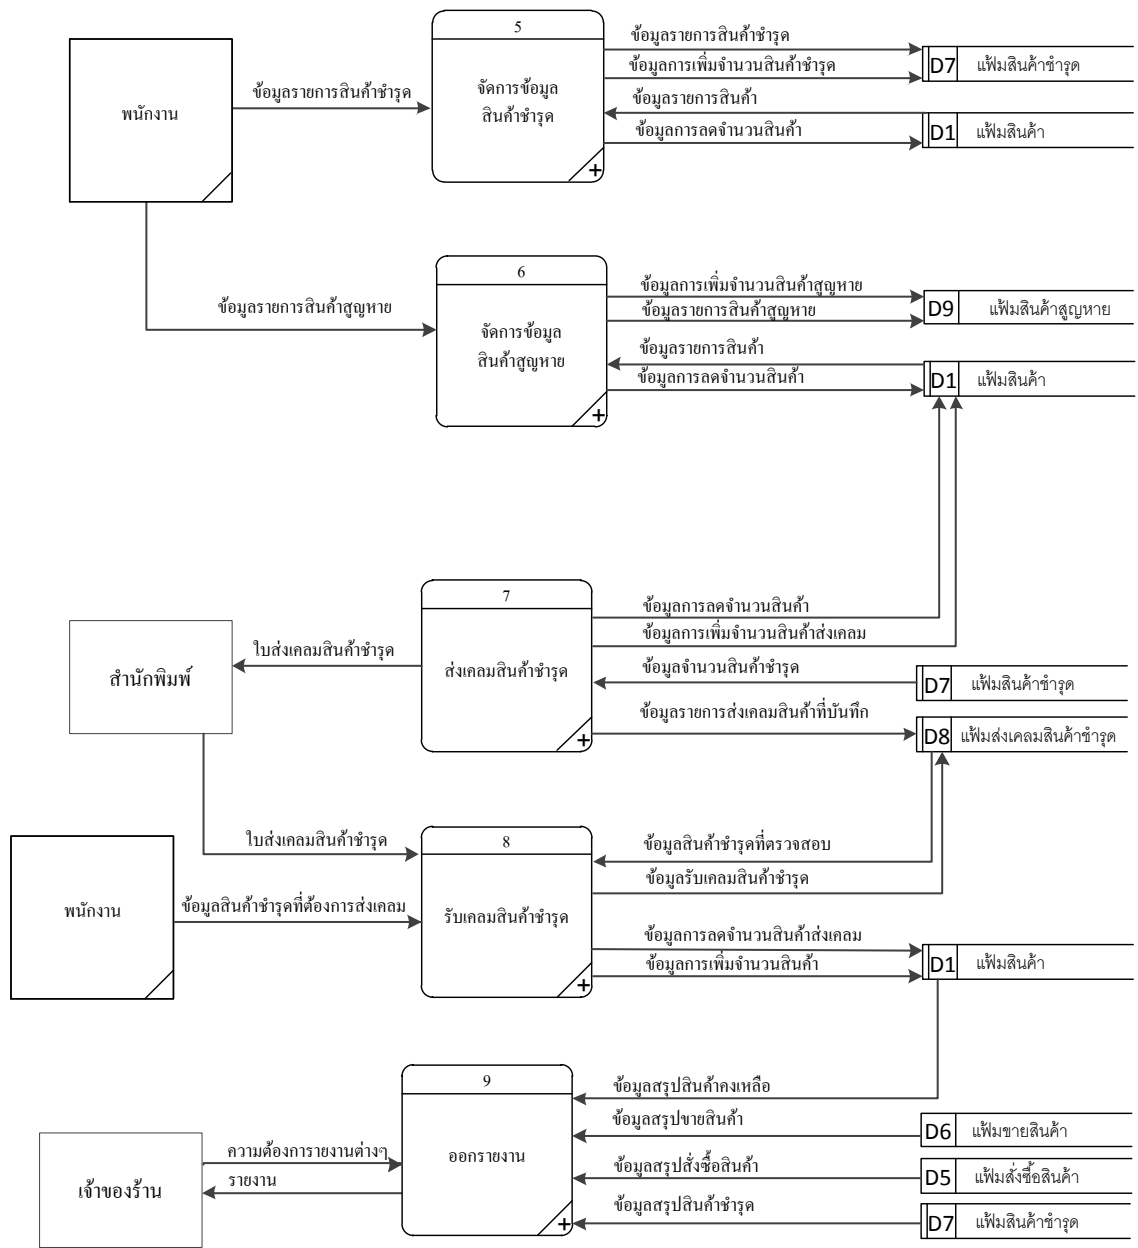 5
ข้อมูลรายการสินค้าชำรุด
พนักงาน
ข้อมูลรายการสินค้าชำรุด
จัดการข้อมูล
สินค้าชำรุด
ข้อมูลการเพิ่มจำนวนสินค้าชำรุด
D7 แฟ้มสินค้าชำรุด
ข้อมูลรายการสินค้า
ข้อมูลการลดจำนวนสินค้า
D1 แฟ้มสินค้า
6
ข้อมูลรายการสินค้าสูญหาย
จัดการข้อมูล
สินค้าสูญหาย
ข้อมูลการเพิ่มจำนวนสินค้าสูญหาย
ข้อมูลรายการสินค้าสูญหาย
D9 แฟ้มสินค้าสูญหาย
ข้อมูลรายการสินค้า
ข้อมูลการลดจำนวนสินค้า
D1 แฟ้มสินค้า
7
สำนักพิมพ์
ใบส่งเคลมสินค้าชำรุด
ส่งเคลมสินค้าชำรุด
ข้อมูลการลดจำนวนสินค้า
ข้อมูลการเพิ่มจำนวนสินค้าส่งเคลม
ข้อมูลจำนวนสินค้าชำรุด
D7 แฟ้มสินค้าชำรุด
ข้อมูลรายการส่งเคลมสินค้าที่บันทึก
D8 แฟ้มส่งเคลมสินค้าชำรุด
8
ใบส่งเคลมสินค้าชำรุด
พนักงาน
ข้อมูลสินค้าชำรุดที่ต้องการส่งเคลม
รับเคลมสินค้าชำรุด
ข้อมูลสินค้าชำรุดที่ตรวจสอบ
ข้อมูลรับเคลมสินค้าชำรุด
ข้อมูลการลดจำนวนสินค้าส่งเคลม
ข้อมูลการเพิ่มจำนวนสินค้า
D1 แฟ้มสินค้า
9
เจ้าของร้าน
ความต้องการายงานต่างๆ
รายงาน
ออกรายงาน
ข้อมูลสรุปสินค้าคงเหลือ
ข้อมูลสรุปขายสินค้า
D6 แฟ้มขายสินค้า
ข้อมูลสรุปสั่งซื้อสินค้า
D5 แฟ้มสั่งซื้อสินค้า
ข้อมูลสรุปสินค้าชำรุด
D7 แฟ้มสินค้าชำรุด